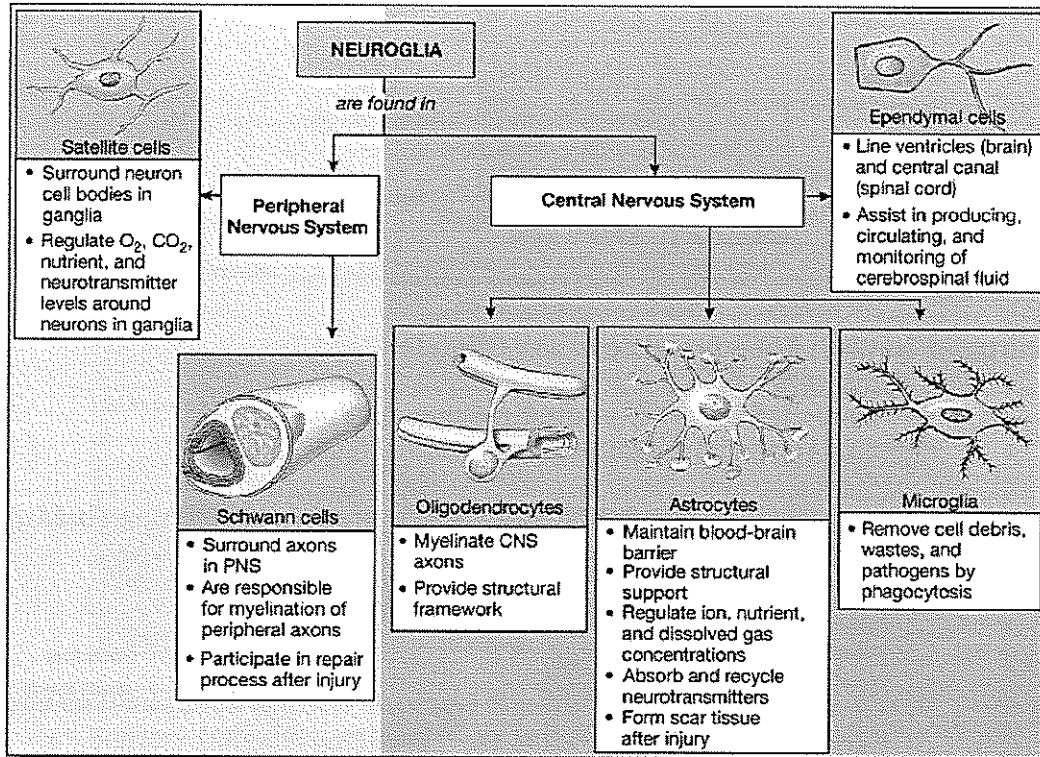 NEUROGLIA
are found in
Satellite cells
• Surround neuron
cell bodies in
ganglia
• Regulate O₂, CO₂,
nutrient, and
neurotransmitter
levels around
neurons in ganglia
Peripheral
Nervous System
Central Nervous System
Ependymal cells
• Line ventricles (brain)
and central canal
(spinal cord)
• Assist in producing,
circulating, and
monitoring of
cerebrospinal fluid
Schwann cells
• Surround axons
in PNS
• Are responsible
for myelination of
peripheral axons
• Participate in repair
process after injury
Oligodendrocytes
• Myelinate CNS
axons
• Provide structural
framework
Astrocytes
• Maintain blood-brain
barrier
• Provide structural
support
• Regulate ion, nutrient,
and dissolved gas
concentrations
• Absorb and recycle
neurotransmitters
• Form scar tissue
after injury
Microglia
• Remove cell debris,
wastes, and
pathogens by
phagocytosis